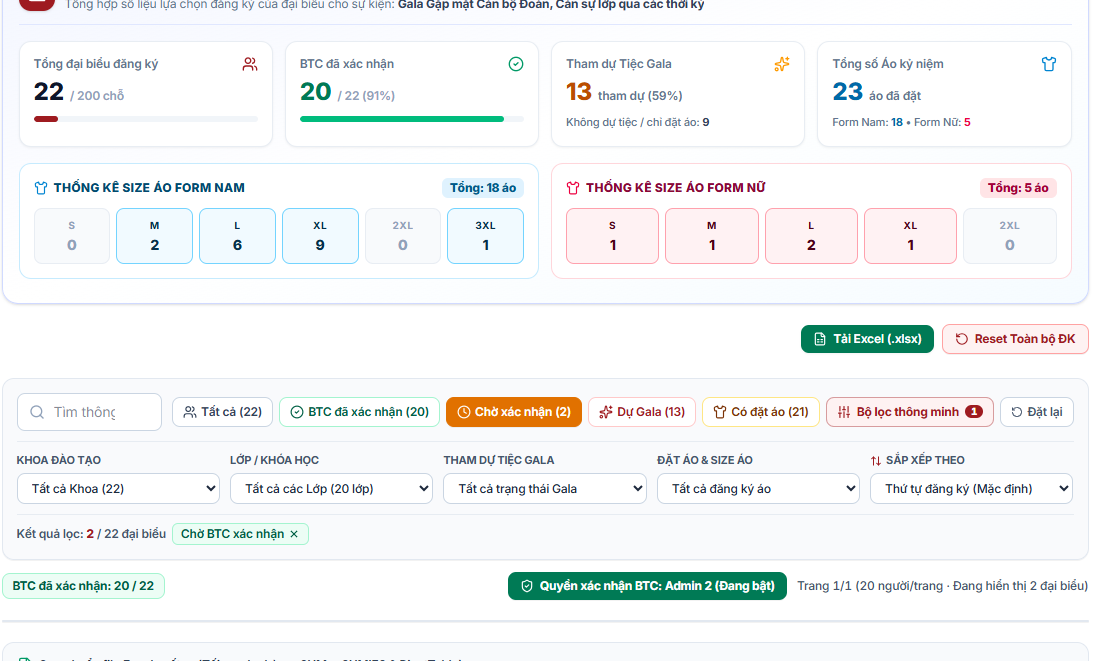 Tổng hợp số liệu lựa chọn đăng ký của đại biểu cho sự kiện: Gala Gặp mặt Cán bộ Đoàn, Cán sự lớp qua các thời kỳ
Tổng đại biểu đăng ký
22 / 200 chỗ
BTC đã xác nhận
20 / 22 (91%)
Tham dự Tiệc Gala
13 tham dự (59%)
Không dự tiệc / chỉ đặt áo: 9
Tổng số Áo kỷ niệm
23 áo đã đặt
Form Nam: 18 • Form Nữ: 5
THỐNG KÊ SIZE ÁO FORM NAM Tổng: 18 áo
S M L XL 2XL 3XL
0 2 6 9 0 1
THỐNG KÊ SIZE ÁO FORM NỮ Tổng: 5 áo
S M L XL 2XL
1 1 2 1 0
Tải Excel (.xlsx) Reset Toàn bộ ĐK
Tìm thông Tất cả (22) BTC đã xác nhận (20) Chờ xác nhận (2) Dự Gala (13) Có đặt áo (21) Bộ lọc thông minh 1 Đặt lại
KHOA ĐÀO TẠO LỚP / KHÓA HỌC THAM DỰ TIỆC GALA ĐẶT ÁO & SIZE ÁO SẮP XẾP THEO
Tất cả Khoa (22) Tất cả các Lớp (20 lớp) Tất cả trạng thái Gala Tất cả đăng ký áo Thứ tự đăng ký (Mặc định)
Kết quả lọc: 2 / 22 đại biểu Chờ BTC xác nhận ×
BTC đã xác nhận: 20 / 22 Quyền xác nhận BTC: Admin 2 (Đang bật) Trang 1/1 (20 người/trang · Đang hiển thị 2 đại biểu)